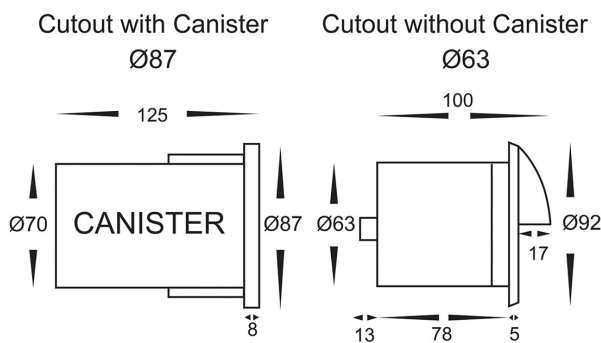 Cutout with Canister
Ø87
125
Ø70
CANISTER
Ø87
8
Cutout without Canister
Ø63
100
Ø63
Ø92
17
13
78
5